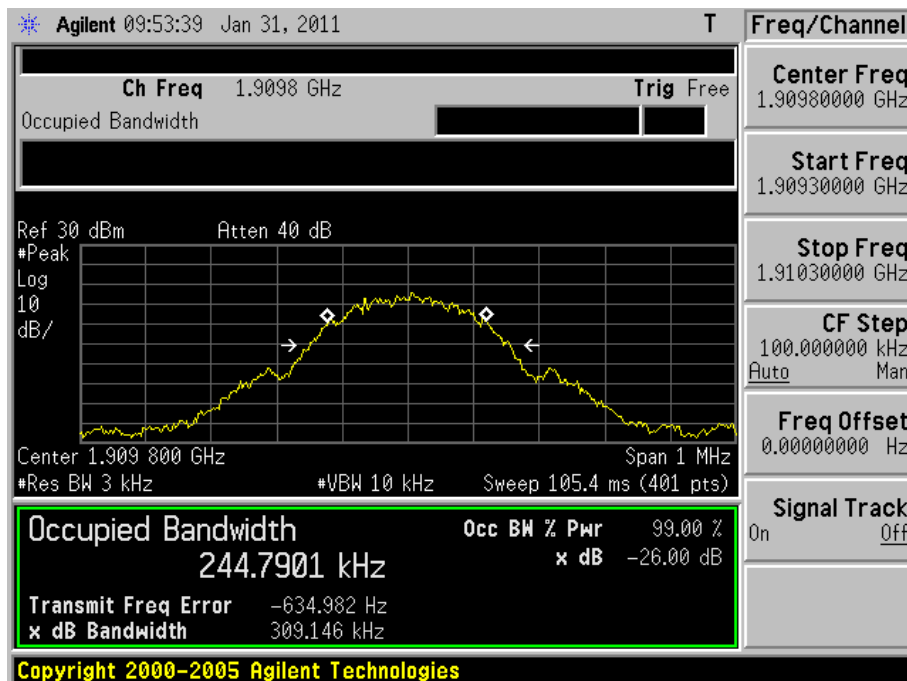 Agilent 09:53:39 Jan 31, 2011 T
Freq/Channel
Ch Freq 1.9098 GHz Trig Free
Occupied Bandwidth
Center Freq
1.90980000 GHz
Start Freq
1.90930000 GHz
Stop Freq
1.91030000 GHz
CF Step
100.000000 kHz
Auto Man
Freq Offset
0.00000000 Hz
Signal Track
On Off
Ref 30 dBm Atten 40 dB
#Peak
Log
10
dB/
Center 1.909 800 GHz Span 1 MHz
#Res BW 3 kHz #VBW 10 kHz Sweep 105.4 ms (401 pts)
Occupied Bandwidth Occ BW % Pwr 99.00 %
244.7901 kHz x dB -26.00 dB
Transmit Freq Error -634.982 Hz
x dB Bandwidth 309.146 kHz
Copyright 2000-2005 Agilent Technologies